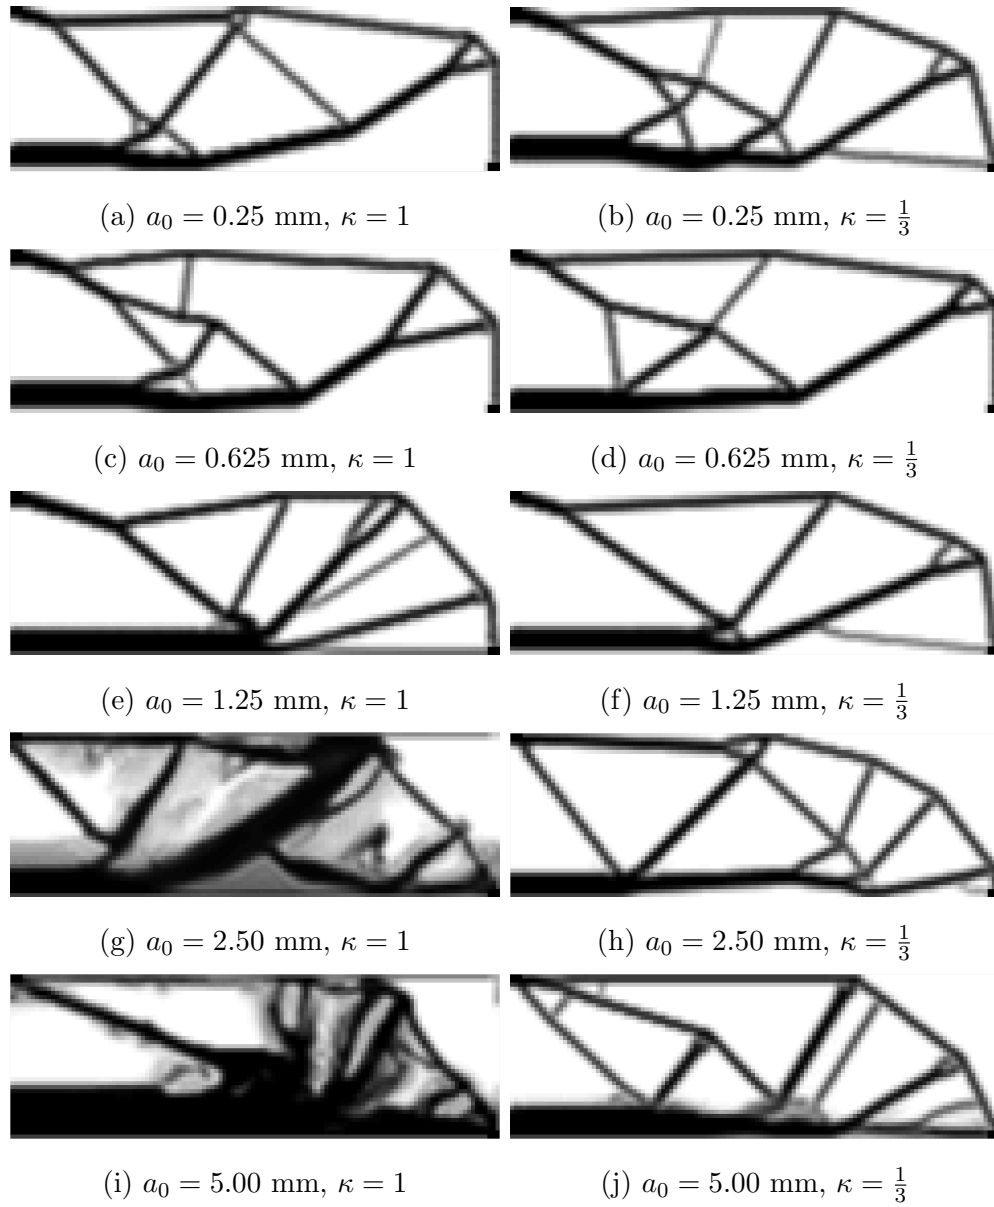 (a) a₀ = 0.25 mm, κ = 1 (b) a₀ = 0.25 mm, κ = 1/3
(c) a₀ = 0.625 mm, κ = 1 (d) a₀ = 0.625 mm, κ = 1/3
(e) a₀ = 1.25 mm, κ = 1 (f) a₀ = 1.25 mm, κ = 1/3
(g) a₀ = 2.50 mm, κ = 1 (h) a₀ = 2.50 mm, κ = 1/3
(i) a₀ = 5.00 mm, κ = 1 (j) a₀ = 5.00 mm, κ = 1/3